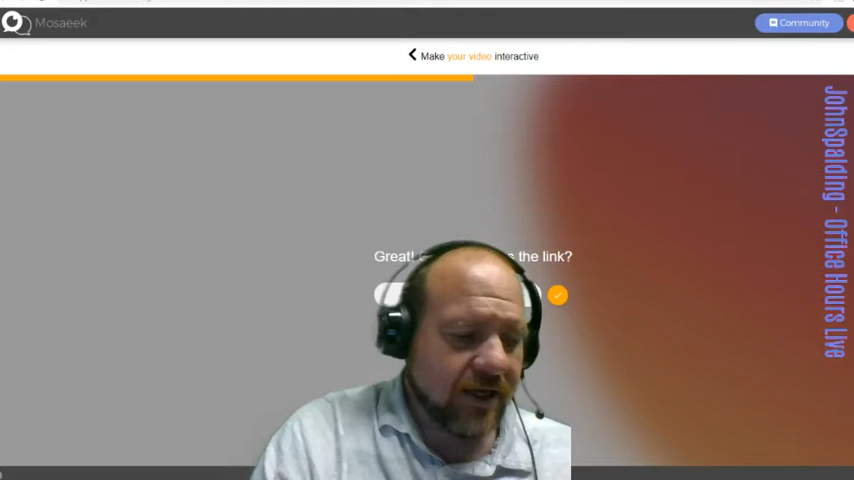 Mosaeek
Community
Make your video interactive
Great! s the link?
JohnSpalding - Office Hours Live